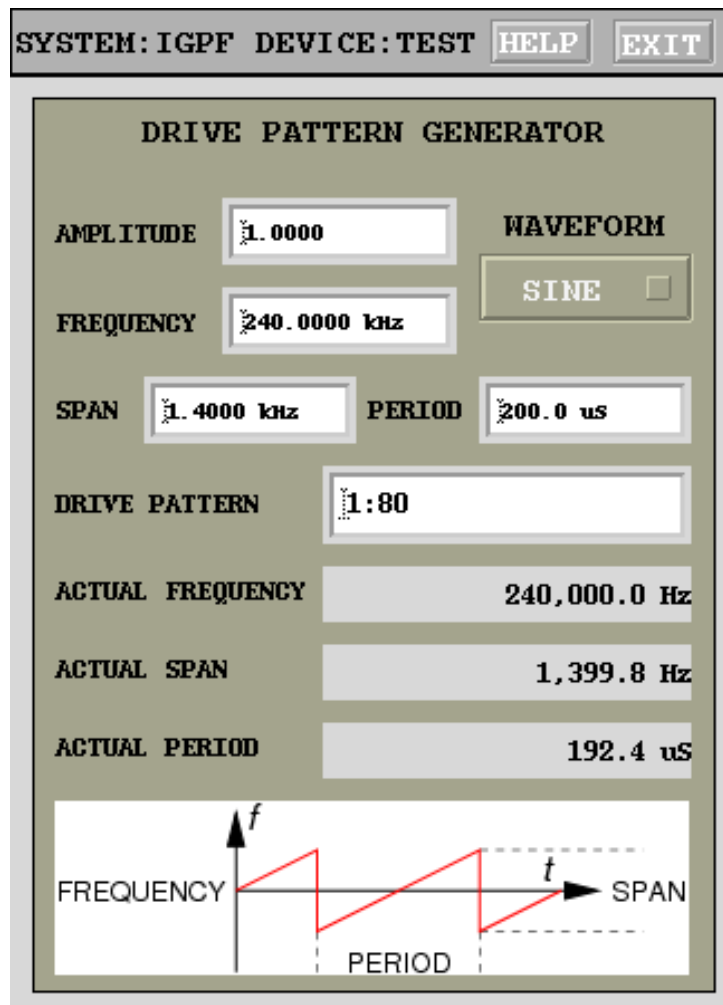 SYSTEM:IGPF DEVICE:TEST HELP EXIT
DRIVE PATTERN GENERATOR
AMPLITUDE 1.0000 WAVEFORM
SINE
FREQUENCY 240.0000 kHz
SPAN 1.4000 kHz PERIOD 200.0 uS
DRIVE PATTERN 1:80
ACTUAL FREQUENCY 240,000.0 Hz
ACTUAL SPAN 1,399.8 Hz
ACTUAL PERIOD 192.4 uS
f
FREQUENCY t SPAN
PERIOD